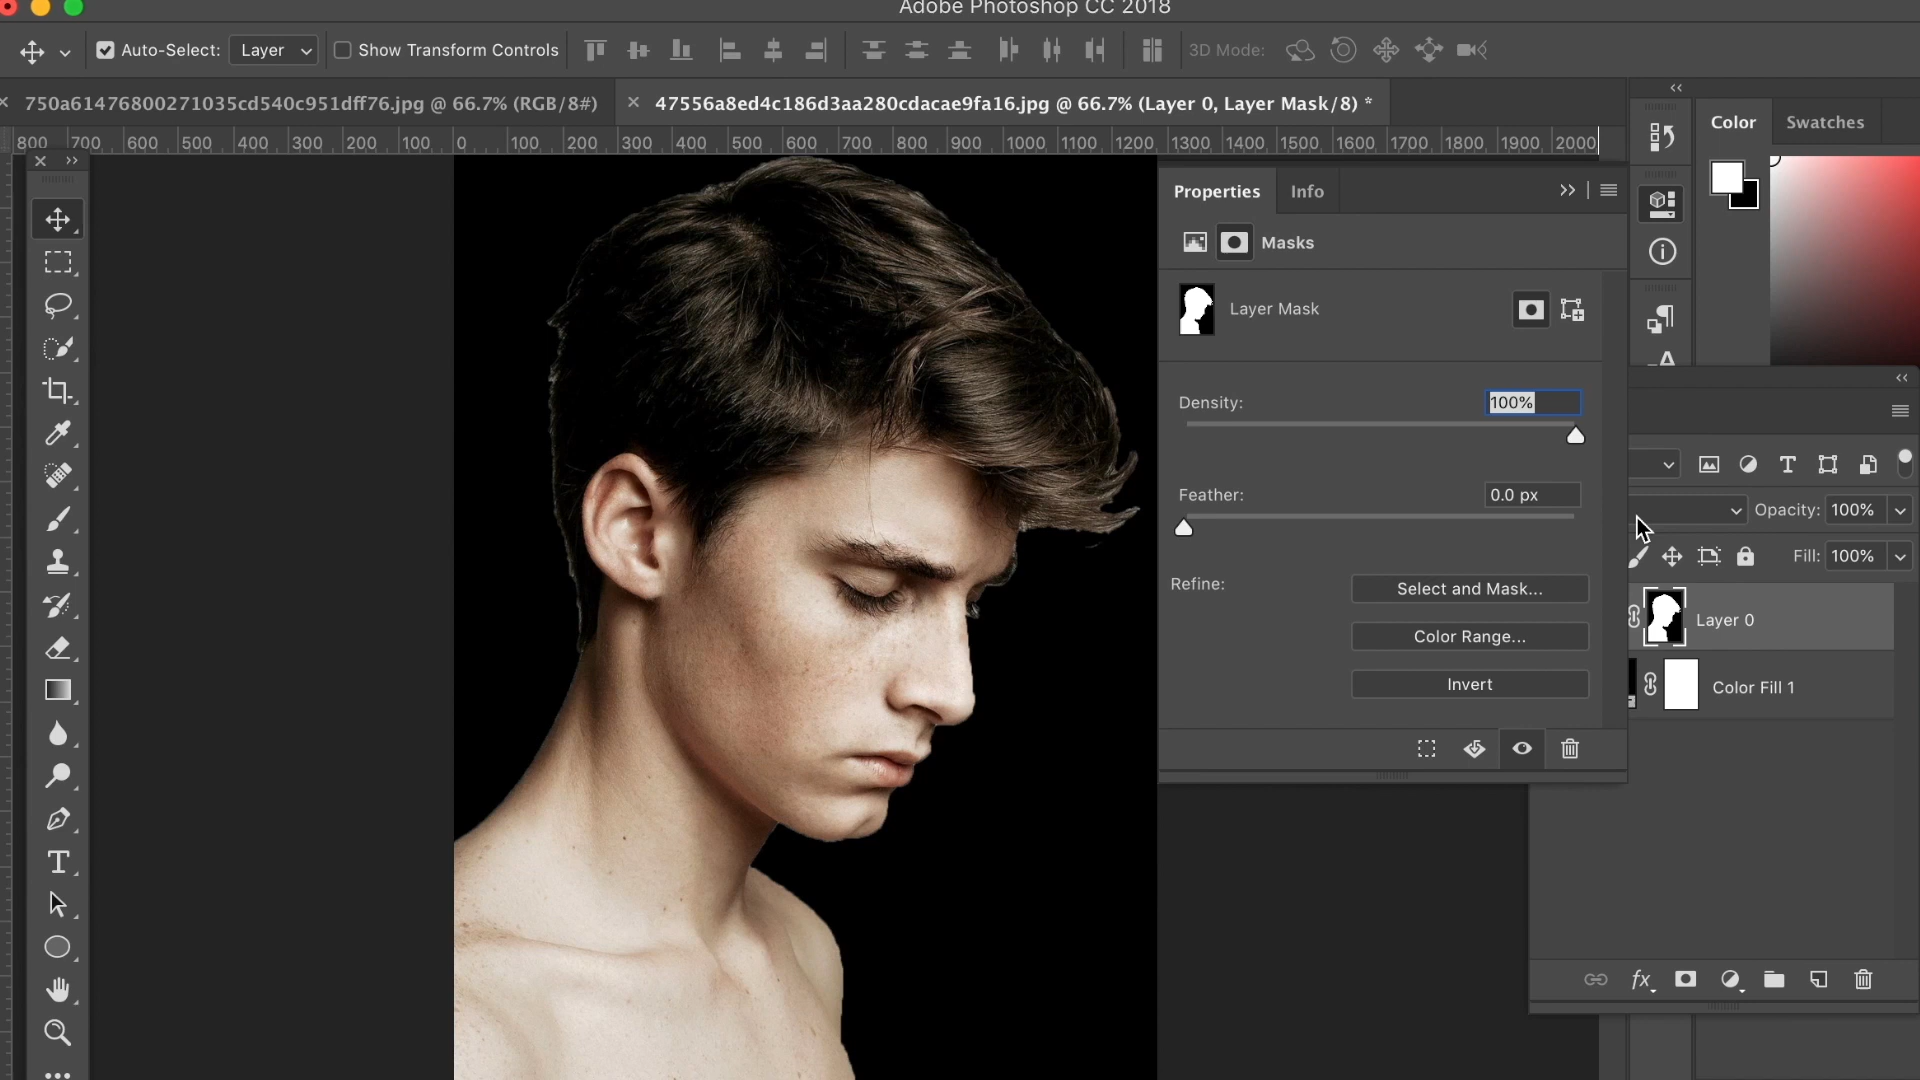 Adobe Photoshop CC 2018
Auto-Select: Layer Show Transform Controls 3D Mode:
750a61476800271035cd540c951dff76.jpg @ 66.7% (RGB/8#) 47556a8ed4c186d3aa280cdacae9fa16.jpg @ 66.7% (Layer 0, Layer Mask/8) *
800 700 600 500 400 300 200 100 0 100 200 300 400 500 600 700 800 900 1000 1100 1200 1300 1400 1500 1600 1700 1800 1900 2000
Color Swatches
Properties Info
Masks
Layer Mask
Density: 100%
Feather: 0.0 px
Refine: Select and Mask...
Color Range...
Invert
Opacity: 100%
Fill: 100%
Layer 0
Color Fill 1
fx